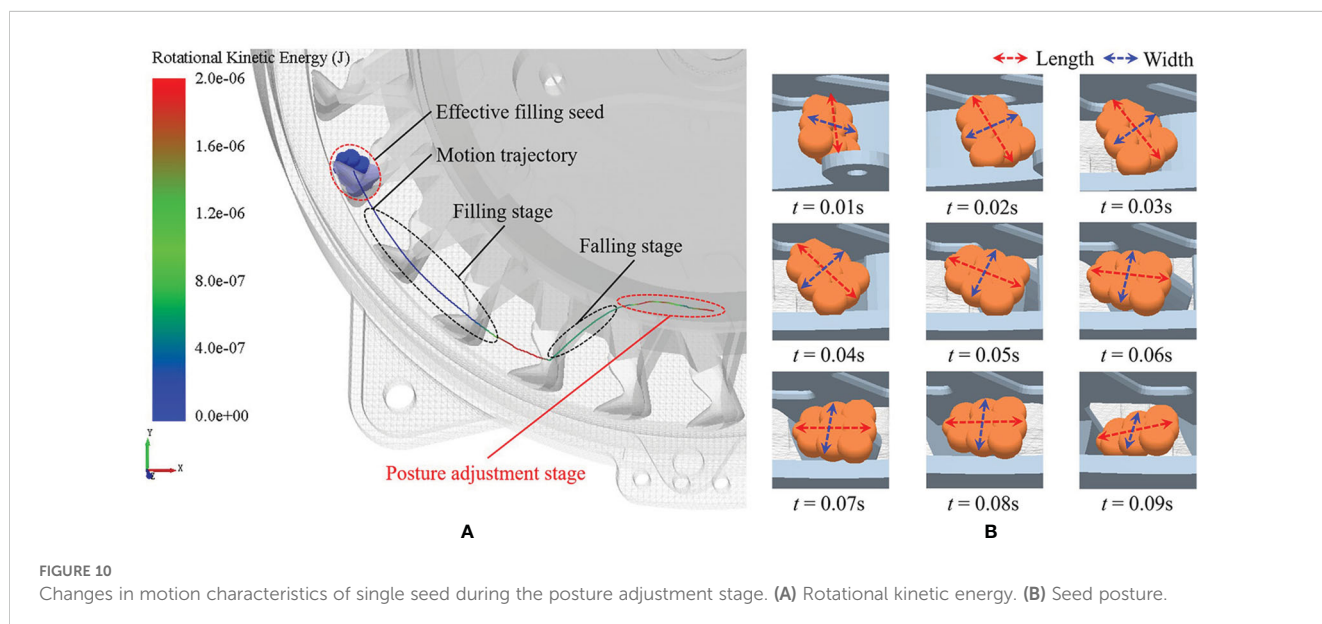 Rotational Kinetic Energy (J)
2.0e-06
1.6e-06
1.2e-06
8.0e-07
4.0e-07
0.0e+00
Y
X
Z
Effective filling seed
Motion trajectory
Filling stage
Falling stage
Posture adjustment stage
A
Length Width
t = 0.01s t = 0.02s t = 0.03s
t = 0.04s t = 0.05s t = 0.06s
t = 0.07s t = 0.08s t = 0.09s
B
FIGURE 10
Changes in motion characteristics of single seed during the posture adjustment stage. (A) Rotational kinetic energy. (B) Seed posture.